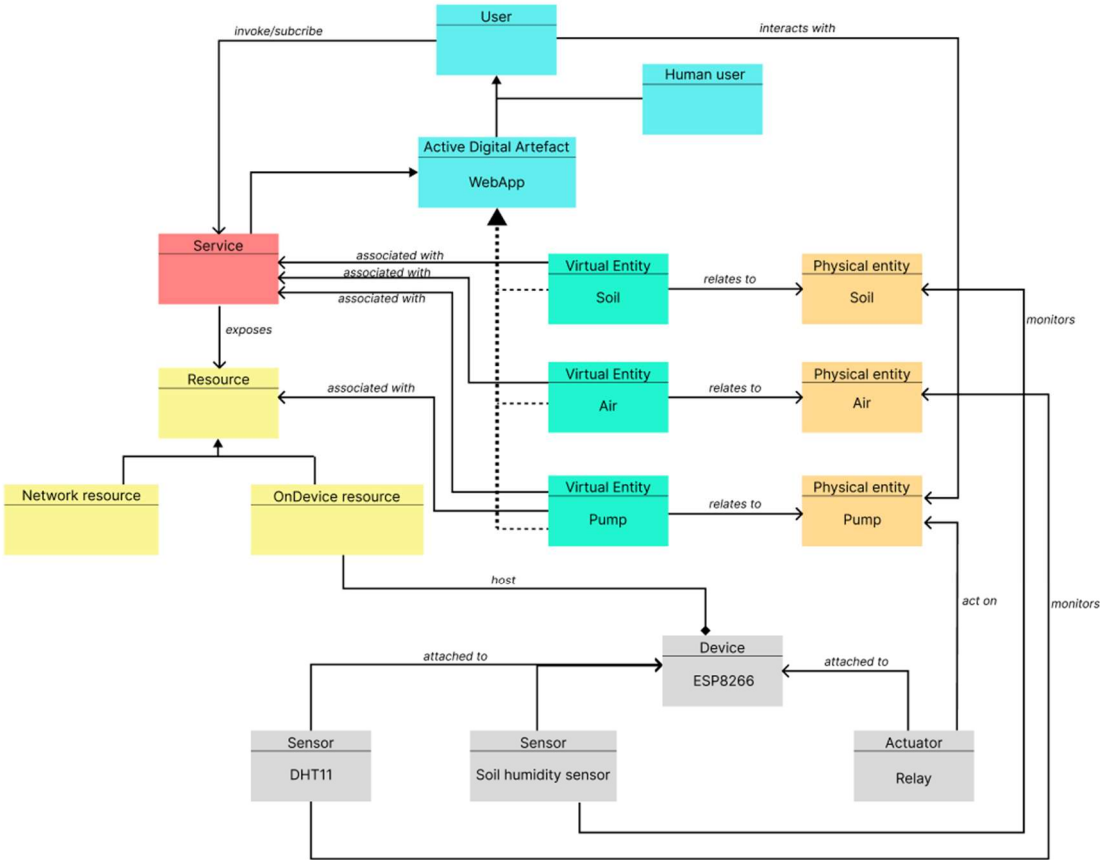 User
invoke/subcribe
interacts with
Human user
Active Digital Artefact
WebApp
Service
associated with
associated with
associated with
Virtual Entity
Soil
relates to
Physical entity
Soil
monitors
exposes
Resource
associated with
Virtual Entity
Air
relates to
Physical entity
Air
Network resource
OnDevice resource
Virtual Entity
Pump
relates to
Physical entity
Pump
host
act on
monitors
Device
ESP8266
attached to
attached to
Sensor
DHT11
Sensor
Soil humidity sensor
Actuator
Relay